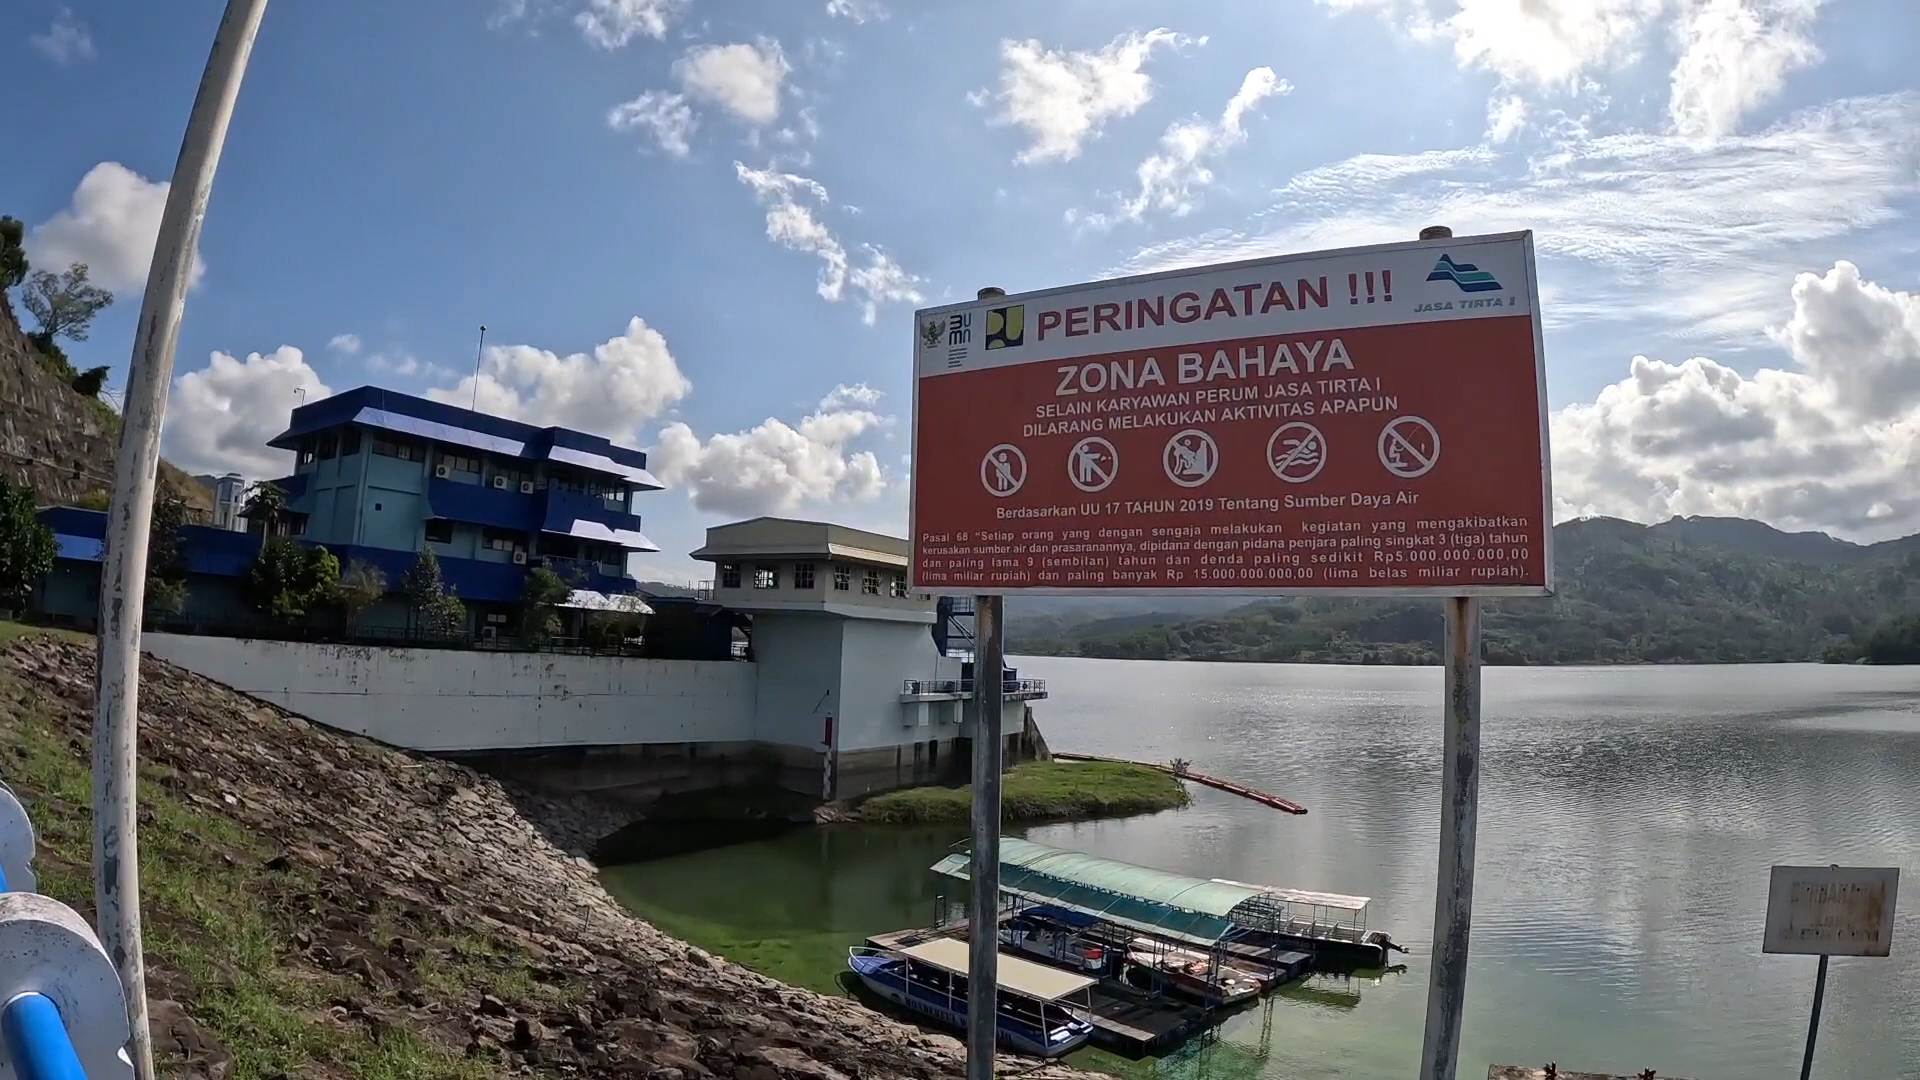 BUMN
PERINGATAN !!!
JASA TIRTA I
ZONA BAHAYA
SELAIN KARYAWAN PERUM JASA TIRTA I
DILARANG MELAKUKAN AKTIVITAS APAPUN
Berdasarkan UU 17 TAHUN 2019 Tentang Sumber Daya Air
Pasal 68 "Setiap orang yang dengan sengaja melakukan kegiatan yang mengakibatkan
kerusakan sumber air dan prasaranannya, dipidana dengan pidana penjara paling singkat 3 (tiga) tahun
dan paling lama 9 (sembilan) tahun dan denda paling sedikit Rp5.000.000.000,00
(lima miliar rupiah) dan paling banyak Rp 15.000.000.000,00 (lima belas miliar rupiah).